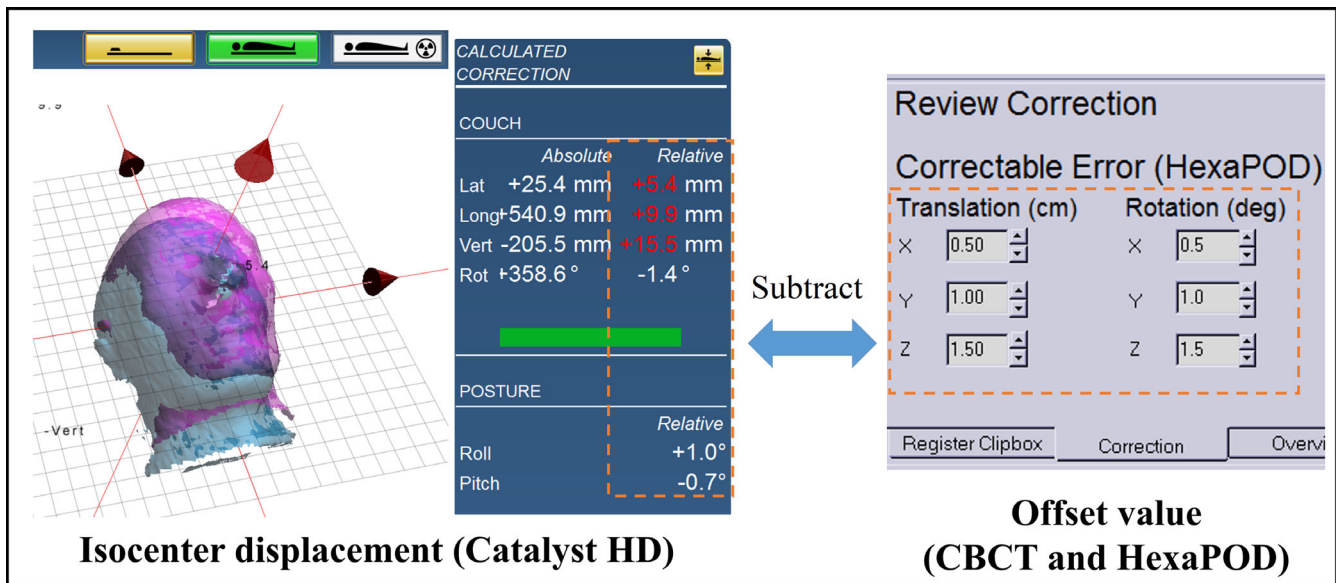 9.9
5.4
-Vert
CALCULATED
CORRECTION
COUCH
Absolute Relative
Lat +25.4 mm +5.4 mm
Long +540.9 mm +9.9 mm
Vert -205.5 mm +15.5 mm
Rot +358.6 ° -1.4 °
POSTURE
Relative
Roll +1.0°
Pitch -0.7°
Isocenter displacement (Catalyst HD)
Subtract
Review Correction
Correctable Error (HexaPOD)
Translation (cm) Rotation (deg)
X 0.50 X 0.5
Y 1.00 Y 1.0
Z 1.50 Z 1.5
Register Clipbox Correction Overvi
Offset value
(CBCT and HexaPOD)